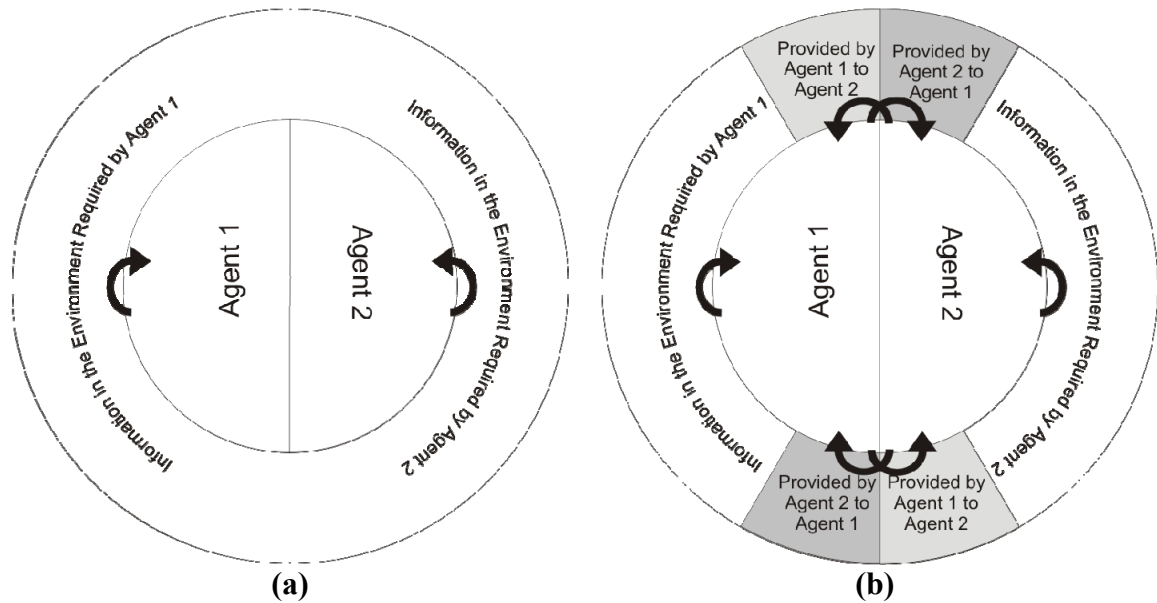 Information in the Environment Required by Agent 1
Agent 1
Agent 2
Information in the Environment Required by Agent 2
(a)
Provided by
Agent 1 to
Agent 2
Provided by
Agent 2 to
Agent 1
Information in the Environment Required by Agent 1
Agent 1
Agent 2
Information in the Environment Required by Agent 2
Provided by
Agent 2 to
Agent 1
Provided by
Agent 1 to
Agent 2
(b)